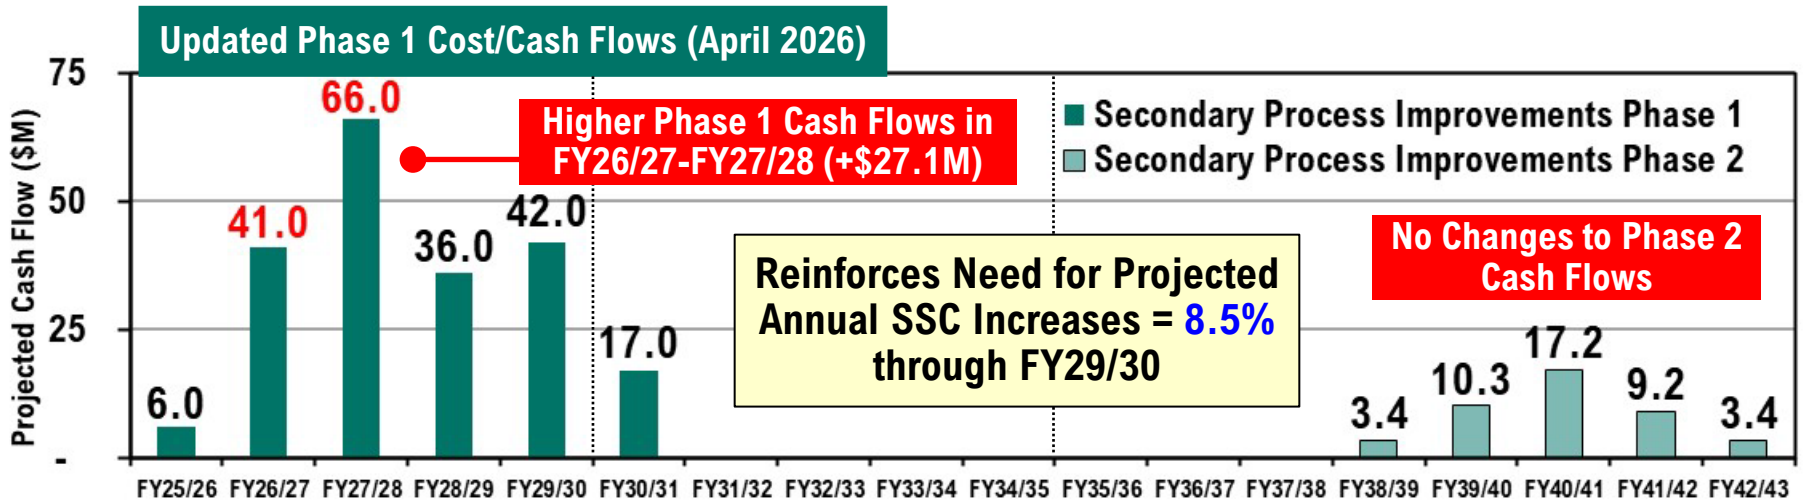 Updated Phase 1 Cost/Cash Flows (April 2026)
Projected Cash Flow ($M)
75
50
25
-
Higher Phase 1 Cash Flows in
FY26/27-FY27/28 (+$27.1M)
Secondary Process Improvements Phase 1
Secondary Process Improvements Phase 2
Reinforces Need for Projected
Annual SSC Increases = 8.5%
through FY29/30
No Changes to Phase 2
Cash Flows
6.0
41.0
66.0
36.0
42.0
17.0
3.4
10.3
17.2
9.2
3.4
FY25/26 FY26/27 FY27/28 FY28/29 FY29/30 FY30/31 FY31/32 FY32/33 FY33/34 FY34/35 FY35/36 FY36/37 FY37/38 FY38/39 FY39/40 FY40/41 FY41/42 FY42/43